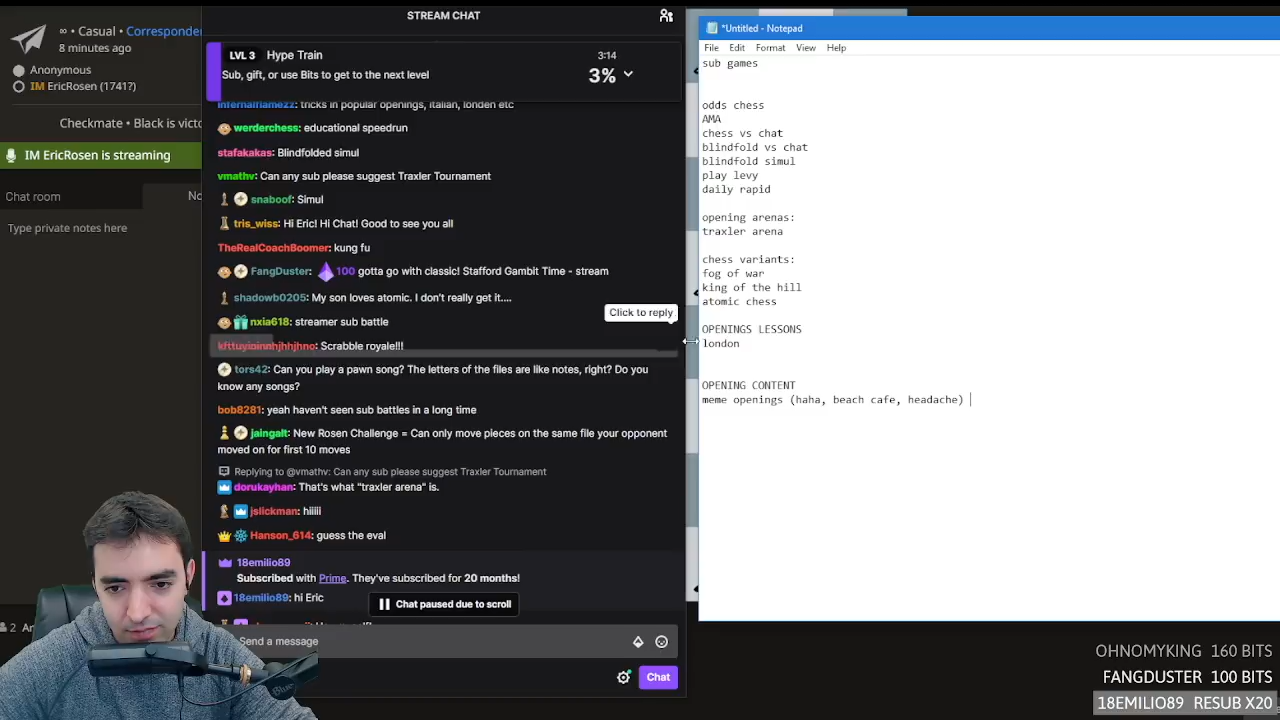 ∞ • Casual • Corresponden
8 minutes ago
Anonymous
IM EricRosen (1741?)
Checkmate • Black is victo
IM EricRosen is streaming
Chat room
No
Type private notes here
2
STREAM CHAT
LVL 3 Hype Train
3:14
Sub, gift, or use Bits to get to the next level
3%
infernalflamezz: tricks in popular openings, italian, londen etc
werderchess: educational speedrun
stafakakas: Blindfolded simul
vmathv: Can any sub please suggest Traxler Tournament
snaboof: Simul
tris_wiss: Hi Eric! Hi Chat! Good to see you all
TheRealCoachBoomer: kung fu
FangDuster: 100 gotta go with classic! Stafford Gambit Time - stream
shadowb0205: My son loves atomic. I don't really get it....
Click to reply
nxia618: streamer sub battle
Scrabble royale!!!
tors42: Can you play a pawn song? The letters of the files are like notes, right? Do you
know any songs?
bob8281: yeah haven't seen sub battles in a long time
jaingalt: New Rosen Challenge = Can only move pieces on the same file your opponent
moved on for first 10 moves
Replying to @vmathv: Can any sub please suggest Traxler Tournament
dorukayhan: That's what "traxler arena" is.
jslickman: hiiiii
Hanson_614: guess the eval
18emilio89
Subscribed with Prime. They've subscribed for 20 months!
18emilio89: hi Eric
Chat paused due to scroll
Send a message
Chat
*Untitled - Notepad
File Edit Format View Help
sub games
odds chess
AMA
chess vs chat
blindfold vs chat
blindfold simul
play levy
daily rapid
opening arenas:
traxler arena
chess variants:
fog of war
king of the hill
atomic chess
OPENINGS LESSONS
london
OPENING CONTENT
meme openings (haha, beach cafe, headache)
OHNOMYKING 160 BITS
FANGDUSTER 100 BITS
18EMILIO89 RESUB X20